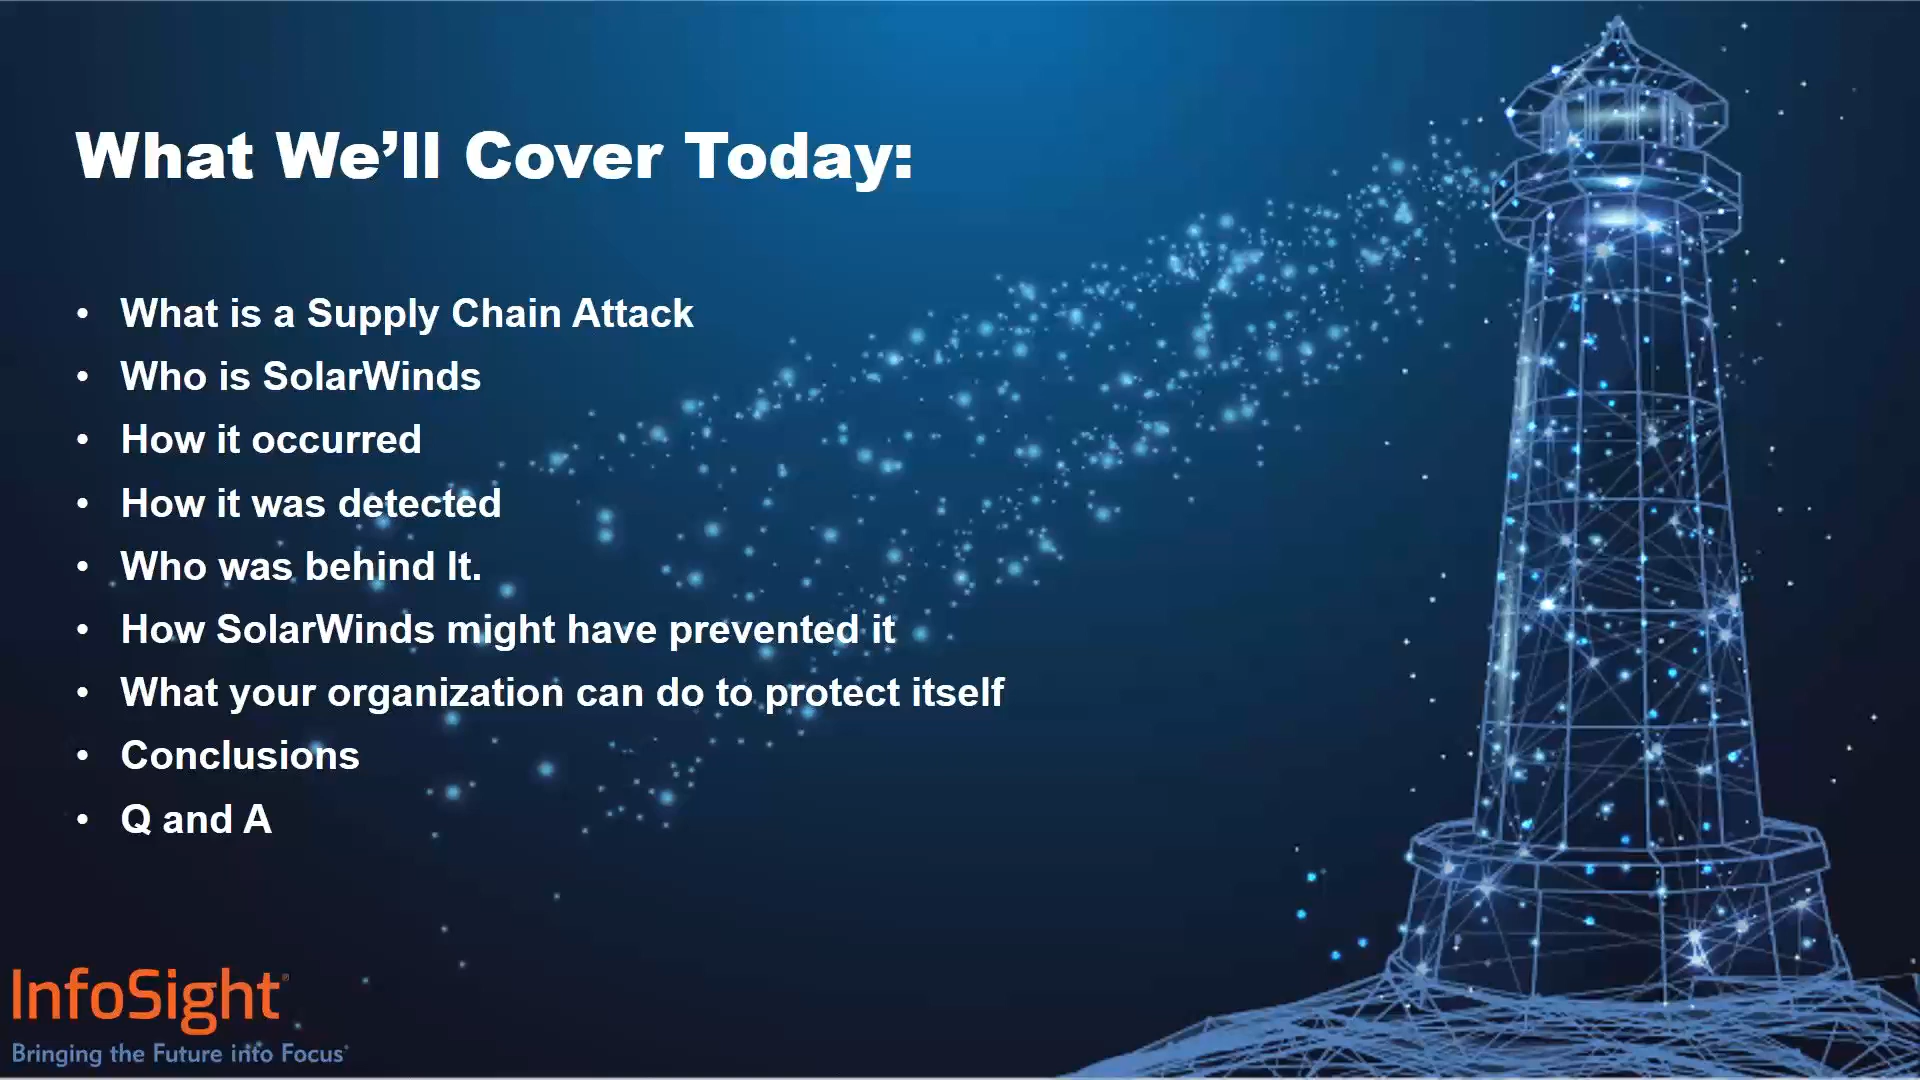 What We’ll Cover Today:
• What is a Supply Chain Attack
• Who is SolarWinds
• How it occurred
• How it was detected
• Who was behind It.
• How SolarWinds might have prevented it
• What your organization can do to protect itself
• Conclusions
• Q and A
InfoSight®
Bringing the Future into Focus®